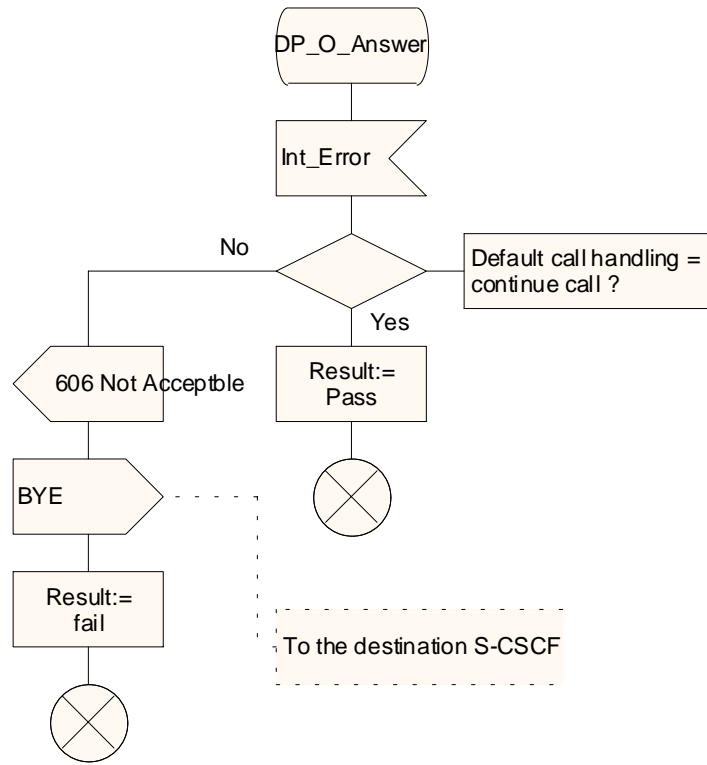 DP_O_Answer
Int_Error
No
Default call handling =
continue call ?
Yes
606 Not Acceptble
Result:=
Pass
BYE
Result:=
fail
To the destination S-CSCF